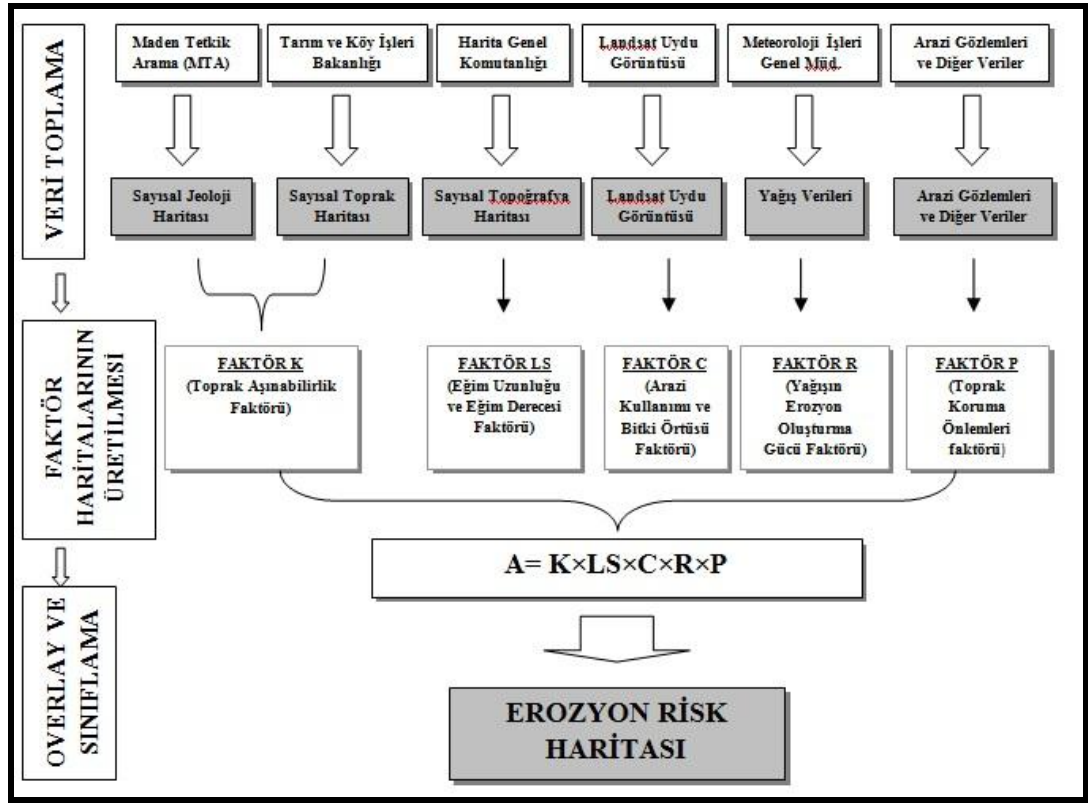 VERİ TOPLAMA
Maden Tetkik
Arama (MTA)
Tarım ve Köy İşleri
Bakanlığı
Harita Genel
Komutanlığı
Landsat Uydu
Görüntüsü
Meteoroloji İşleri
Genel Müd.
Arazi Gözlemleri
ve Diğer Veriler
Sayısal Jeoloji
Haritası
Sayısal Toprak
Haritası
Sayısal Topoğrafya
Haritası
Landsat Uydu
Görüntüsü
Yağış Verileri
Arazi Gözlemleri
ve Diğer Veriler
FAKTÖR
HARİTALARININ
ÜRETİLMESİ
FAKTÖR K
(Toprak Aşınabilirlik
Faktörü)
FAKTÖR LS
(Eğim Uzunluğu
ve Eğim Derecesi
Faktörü)
FAKTÖR C
(Arazi
Kullanımı ve
Bitki Örtüsü
Faktörü)
FAKTÖR R
(Yağışın
Erozyon
Oluşturma
Gücü Faktörü)
FAKTÖR P
(Toprak
Koruma
Önlemleri
faktörü)
A= K×LS×C×R×P
OVERLAY VE
SINIFLAMA
EROZYON RİSK
HARİTASI